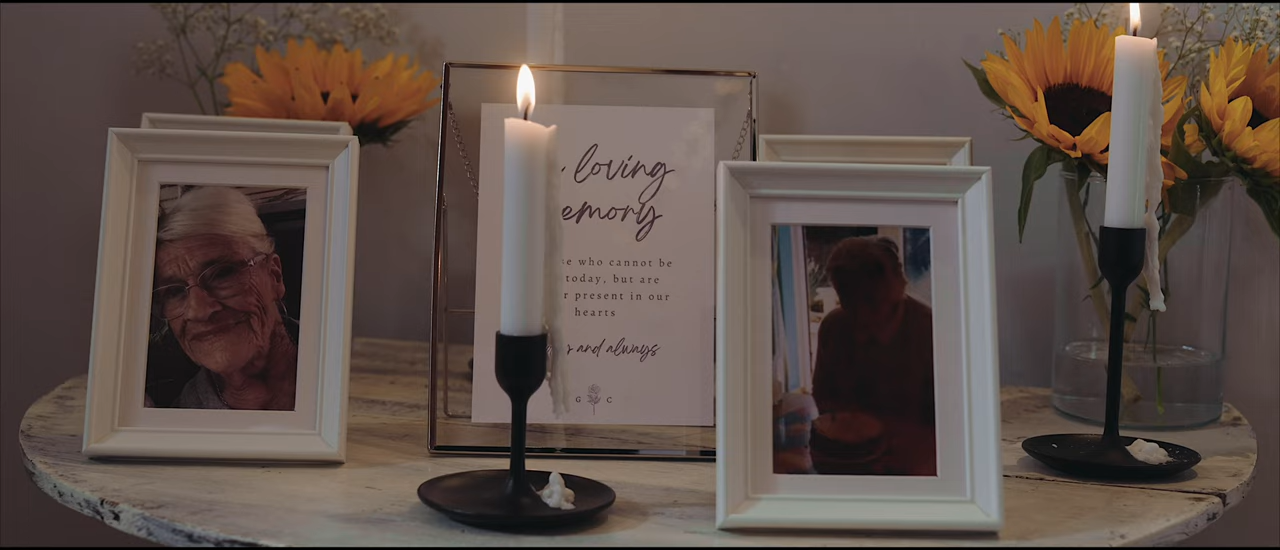 loving
emory
who cannot be
today, but are
present in our
hearts
and always
G C